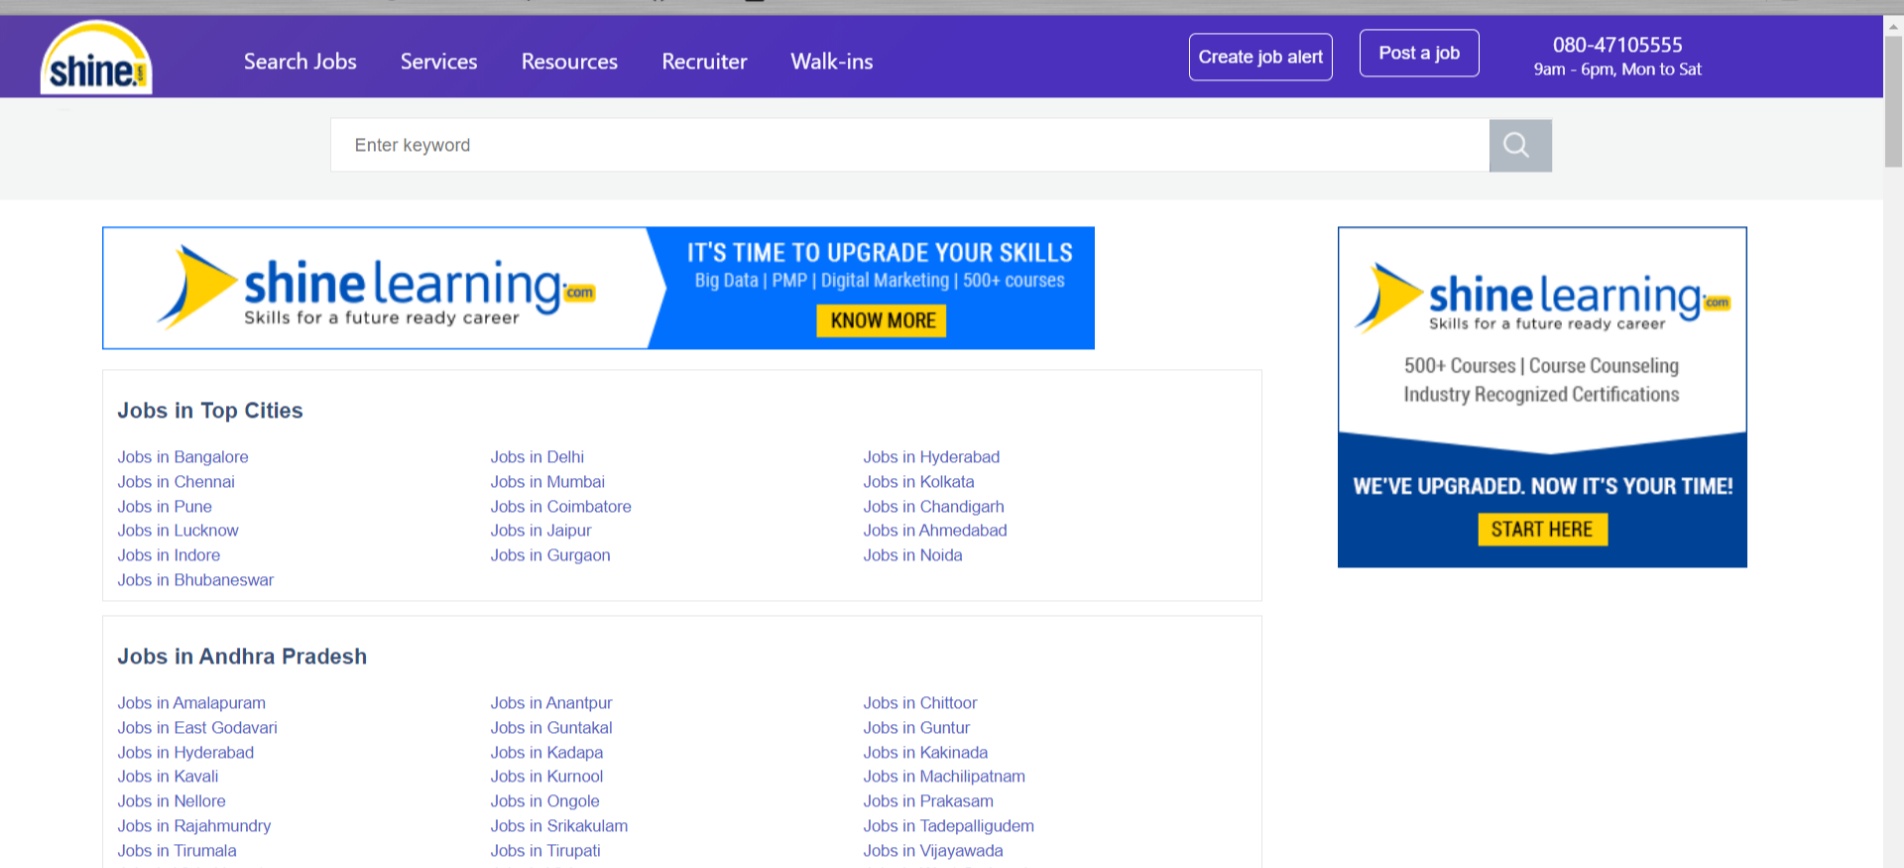 shine.com
Search Jobs Services Resources Recruiter Walk-ins
Create job alert
Post a job
080-47105555
9am - 6pm, Mon to Sat
Enter keyword
shine learning.com
Skills for a future ready career
IT'S TIME TO UPGRADE YOUR SKILLS
Big Data | PMP | Digital Marketing | 500+ courses
KNOW MORE
shine learning.com
Skills for a future ready career
500+ Courses | Course Counseling
Industry Recognized Certifications
WE'VE UPGRADED. NOW IT'S YOUR TIME!
START HERE
Jobs in Top Cities
Jobs in Bangalore Jobs in Delhi Jobs in Hyderabad
Jobs in Chennai Jobs in Mumbai Jobs in Kolkata
Jobs in Pune Jobs in Coimbatore Jobs in Chandigarh
Jobs in Lucknow Jobs in Jaipur Jobs in Ahmedabad
Jobs in Indore Jobs in Gurgaon Jobs in Noida
Jobs in Bhubaneswar
Jobs in Andhra Pradesh
Jobs in Amalapuram Jobs in Anantpur Jobs in Chittoor
Jobs in East Godavari Jobs in Guntakal Jobs in Guntur
Jobs in Hyderabad Jobs in Kadapa Jobs in Kakinada
Jobs in Kavali Jobs in Kurnool Jobs in Machilipatnam
Jobs in Nellore Jobs in Ongole Jobs in Prakasam
Jobs in Rajahmundry Jobs in Srikakulam Jobs in Tadepalligudem
Jobs in Tirumala Jobs in Tirupati Jobs in Vijayawada